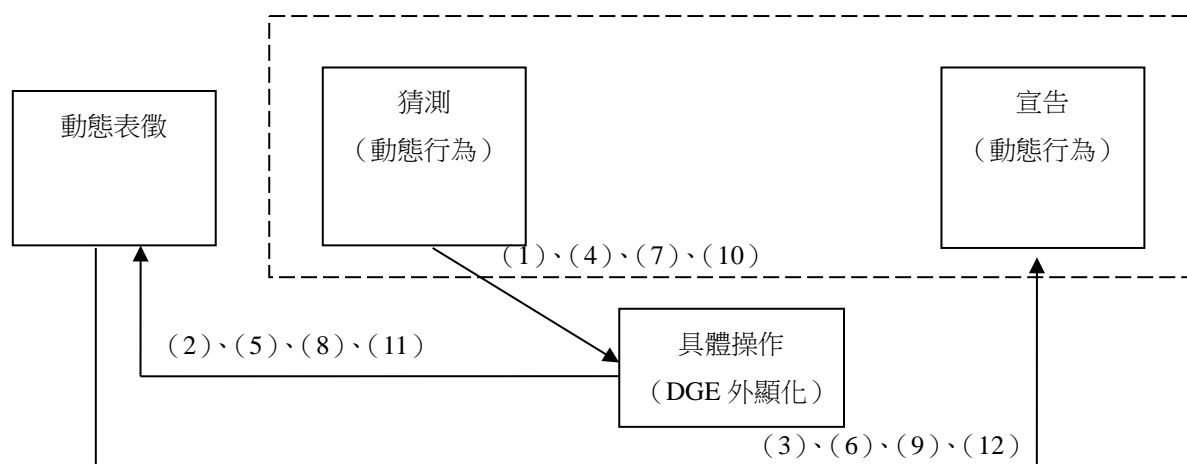 猜測
（動態行為）
宣告
（動態行為）
動態表徵
（1）、（4）、（7）、（10）
（2）、（5）、（8）、（11）
具體操作
（DGE 外顯化）
（3）、（6）、（9）、（12）